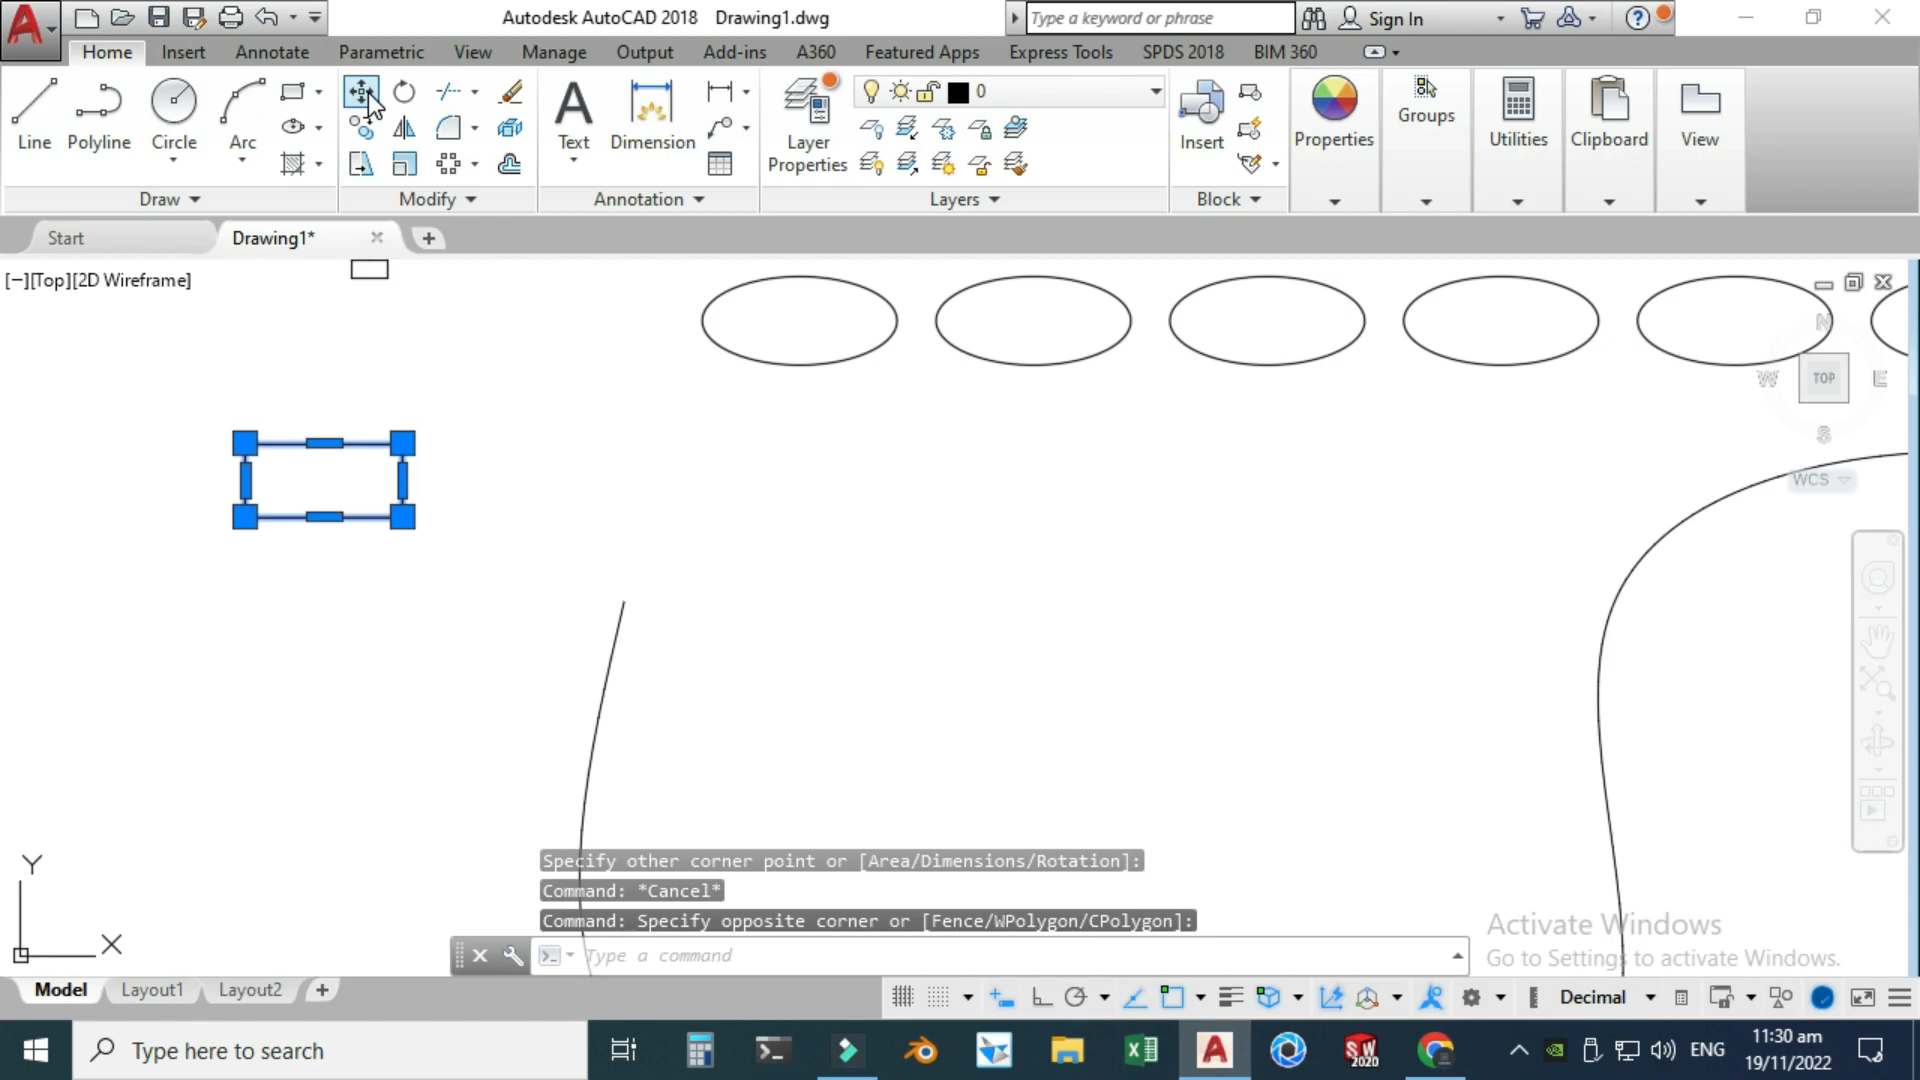 Autodesk AutoCAD 2018 Drawing1.dwg
Type a keyword or phrase
Sign In
Home Insert Annotate Parametric View Manage Output Add-ins A360 Featured Apps Express Tools SPDS 2018 BIM 360
0
Line Polyline Circle Arc
Text Dimension
Layer Properties
Insert
Properties
Groups
Utilities
Clipboard
View
Draw Modify Annotation Layers Block
Start Drawing1*
[−][Top][2D Wireframe]
N
W TOP E
S
WCS
Y
X
Specify other corner point or [Area/Dimensions/Rotation]:
Command: *Cancel*
Command: Specify opposite corner or [Fence/WPolygon/CPolygon]:
Type a command
Activate Windows
Go to Settings to activate Windows.
Model Layout1 Layout2
Decimal
Type here to search
SW
2020
ENG
11:30 am
19/11/2022